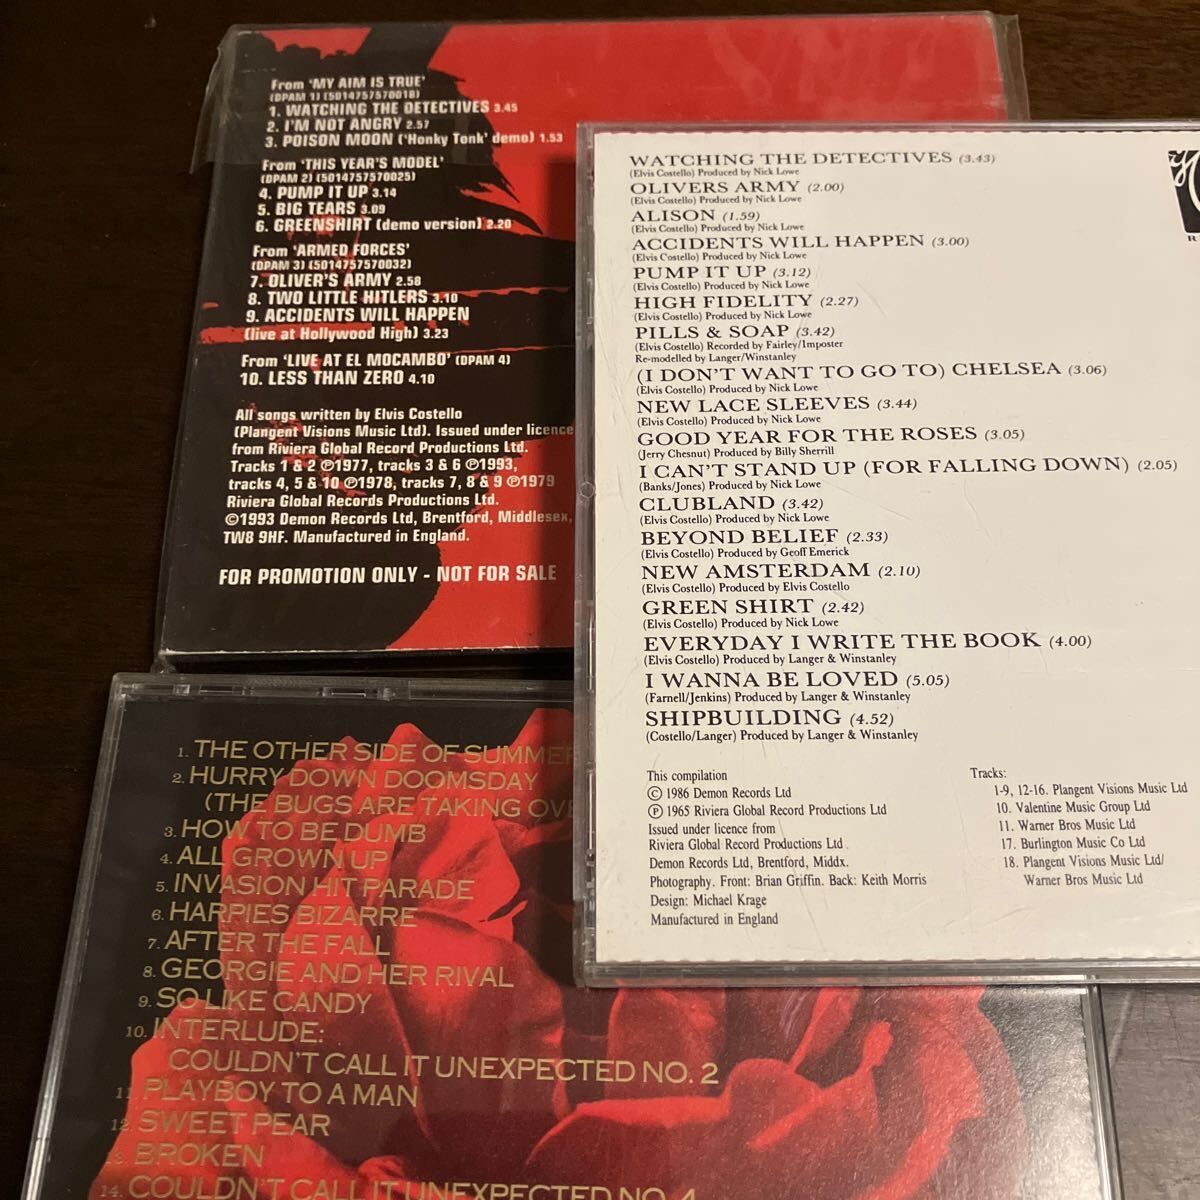 From 'MY AIM IS TRUE'
(DPAM 1) (5014757570018)
1. WATCHING THE DETECTIVES 3.45
2. I'M NOT ANGRY 2.57
3. POISON MOON ('Honky Tonk' demo) 1.53
From 'THIS YEAR'S MODEL'
(DPAM 2) (5014757570025)
4. PUMP IT UP 3.14
5. BIG TEARS 3.09
6. GREENSHIRT (demo version) 2.20
From 'ARMED FORCES'
(DPAM 3) (5014757570032)
7. OLIVER'S ARMY 2.58
8. TWO LITTLE HITLERS 3.10
9. ACCIDENTS WILL HAPPEN
(live at Hollywood High) 3.23
From 'LIVE AT EL MOCAMBO' (DPAM 4)
10. LESS THAN ZERO 4.10
All songs written by Elvis Costello
(Plangent Visions Music Ltd). Issued under licence
from Riviera Global Record Productions Ltd.
Tracks 1 & 2 ℗1977, tracks 3 & 6 ℗1993,
tracks 4, 5 & 10 ℗1978, tracks 7, 8 & 9 ℗1979
Riviera Global Records Productions Ltd.
©1993 Demon Records Ltd, Brentford, Middlesex,
TW8 9HF. Manufactured in England.
FOR PROMOTION ONLY - NOT FOR SALE
WATCHING THE DETECTIVES (3.43)
(Elvis Costello) Produced by Nick Lowe
OLIVERS ARMY (2.00)
(Elvis Costello) Produced by Nick Lowe
ALISON (1.59)
(Elvis Costello) Produced by Nick Lowe
ACCIDENTS WILL HAPPEN (3.00)
(Elvis Costello) Produced by Nick Lowe
PUMP IT UP (3.12)
(Elvis Costello) Produced by Nick Lowe
HIGH FIDELITY (2.27)
(Elvis Costello) Produced by Nick Lowe
PILLS & SOAP (3.42)
(Elvis Costello) Recorded by Fairley/Imposter
Re-modelled by Langer/Winstanley
(I DON'T WANT TO GO TO) CHELSEA (3.06)
(Elvis Costello) Produced by Nick Lowe
NEW LACE SLEEVES (3.44)
(Elvis Costello) Produced by Nick Lowe
GOOD YEAR FOR THE ROSES (3.05)
(Jerry Chesnut) Produced by Billy Sherrill
I CAN'T STAND UP (FOR FALLING DOWN) (2.05)
(Banks/Jones) Produced by Nick Lowe
CLUBLAND (3.42)
(Elvis Costello) Produced by Nick Lowe
BEYOND BELIEF (2.33)
(Elvis Costello) Produced by Geoff Emerick
NEW AMSTERDAM (2.10)
(Elvis Costello) Produced by Elvis Costello
GREEN SHIRT (2.42)
(Elvis Costello) Produced by Nick Lowe
EVERYDAY I WRITE THE BOOK (4.00)
(Elvis Costello) Produced by Langer & Winstanley
I WANNA BE LOVED (5.05)
(Farnell/Jenkins) Produced by Langer & Winstanley
SHIPBUILDING (4.52)
(Costello/Langer) Produced by Langer & Winstanley
This compilation
© 1986 Demon Records Ltd
℗ 1965 Riviera Global Record Productions Ltd
Issued under licence from
Riviera Global Record Productions Ltd
Demon Records Ltd, Brentford, Middx.
Photography. Front: Brian Griffin. Back: Keith Morris
Design: Michael Krage
Manufactured in England
Tracks:
1-9, 12-16. Plangent Visions Music Ltd
10. Valentine Music Group Ltd
11. Warner Bros Music Ltd
17. Burlington Music Co Ltd
18. Plangent Visions Music Ltd/
Warner Bros Music Ltd
1. THE OTHER SIDE OF SUMMER
2. HURRY DOWN DOOMSDAY
(THE BUGS ARE TAKING OVE
3. HOW TO BE DUMB
4. ALL GROWN UP
5. INVASION HIT PARADE
6. HARPIES BIZARRE
7. AFTER THE FALL
8. GEORGIE AND HER RIVAL
9. SO LIKE CANDY
10. INTERLUDE:
COULDN'T CALL IT UNEXPECTED NO. 2
11. PLAYBOY TO A MAN
12. SWEET PEAR
13. BROKEN
14. COULDN'T CALL IT UNEXPECTED NO. 4